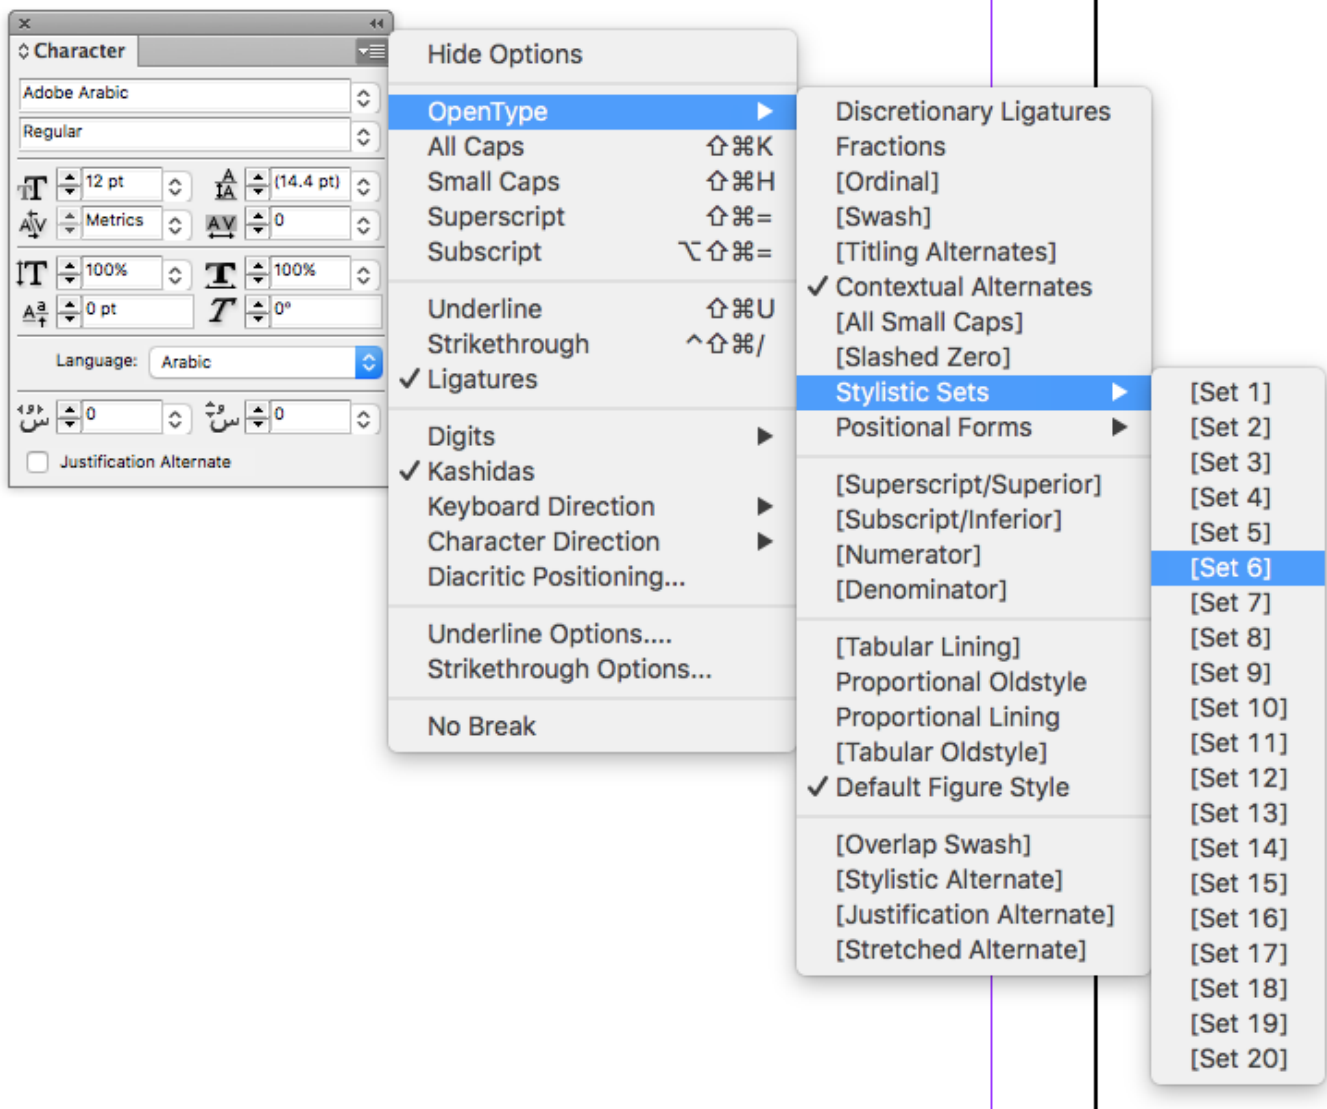 Character
Adobe Arabic
Regular
12 pt
(14.4 pt)
Metrics
0
100%
100%
0 pt
0°
Language: Arabic
0
0
Justification Alternate
Hide Options
OpenType
All Caps ⇧⌘K
Small Caps ⇧⌘H
Superscript ⇧⌘=
Subscript ⌥⇧⌘=
Underline ⇧⌘U
Strikethrough ^⇧⌘/
✓ Ligatures
Digits
✓ Kashidas
Keyboard Direction
Character Direction
Diacritic Positioning...
Underline Options....
Strikethrough Options...
No Break
Discretionary Ligatures
Fractions
[Ordinal]
[Swash]
[Titling Alternates]
✓ Contextual Alternates
[All Small Caps]
[Slashed Zero]
Stylistic Sets
Positional Forms
[Superscript/Superior]
[Subscript/Inferior]
[Numerator]
[Denominator]
[Tabular Lining]
Proportional Oldstyle
Proportional Lining
[Tabular Oldstyle]
✓ Default Figure Style
[Overlap Swash]
[Stylistic Alternate]
[Justification Alternate]
[Stretched Alternate]
[Set 1]
[Set 2]
[Set 3]
[Set 4]
[Set 5]
[Set 6]
[Set 7]
[Set 8]
[Set 9]
[Set 10]
[Set 11]
[Set 12]
[Set 13]
[Set 14]
[Set 15]
[Set 16]
[Set 17]
[Set 18]
[Set 19]
[Set 20]